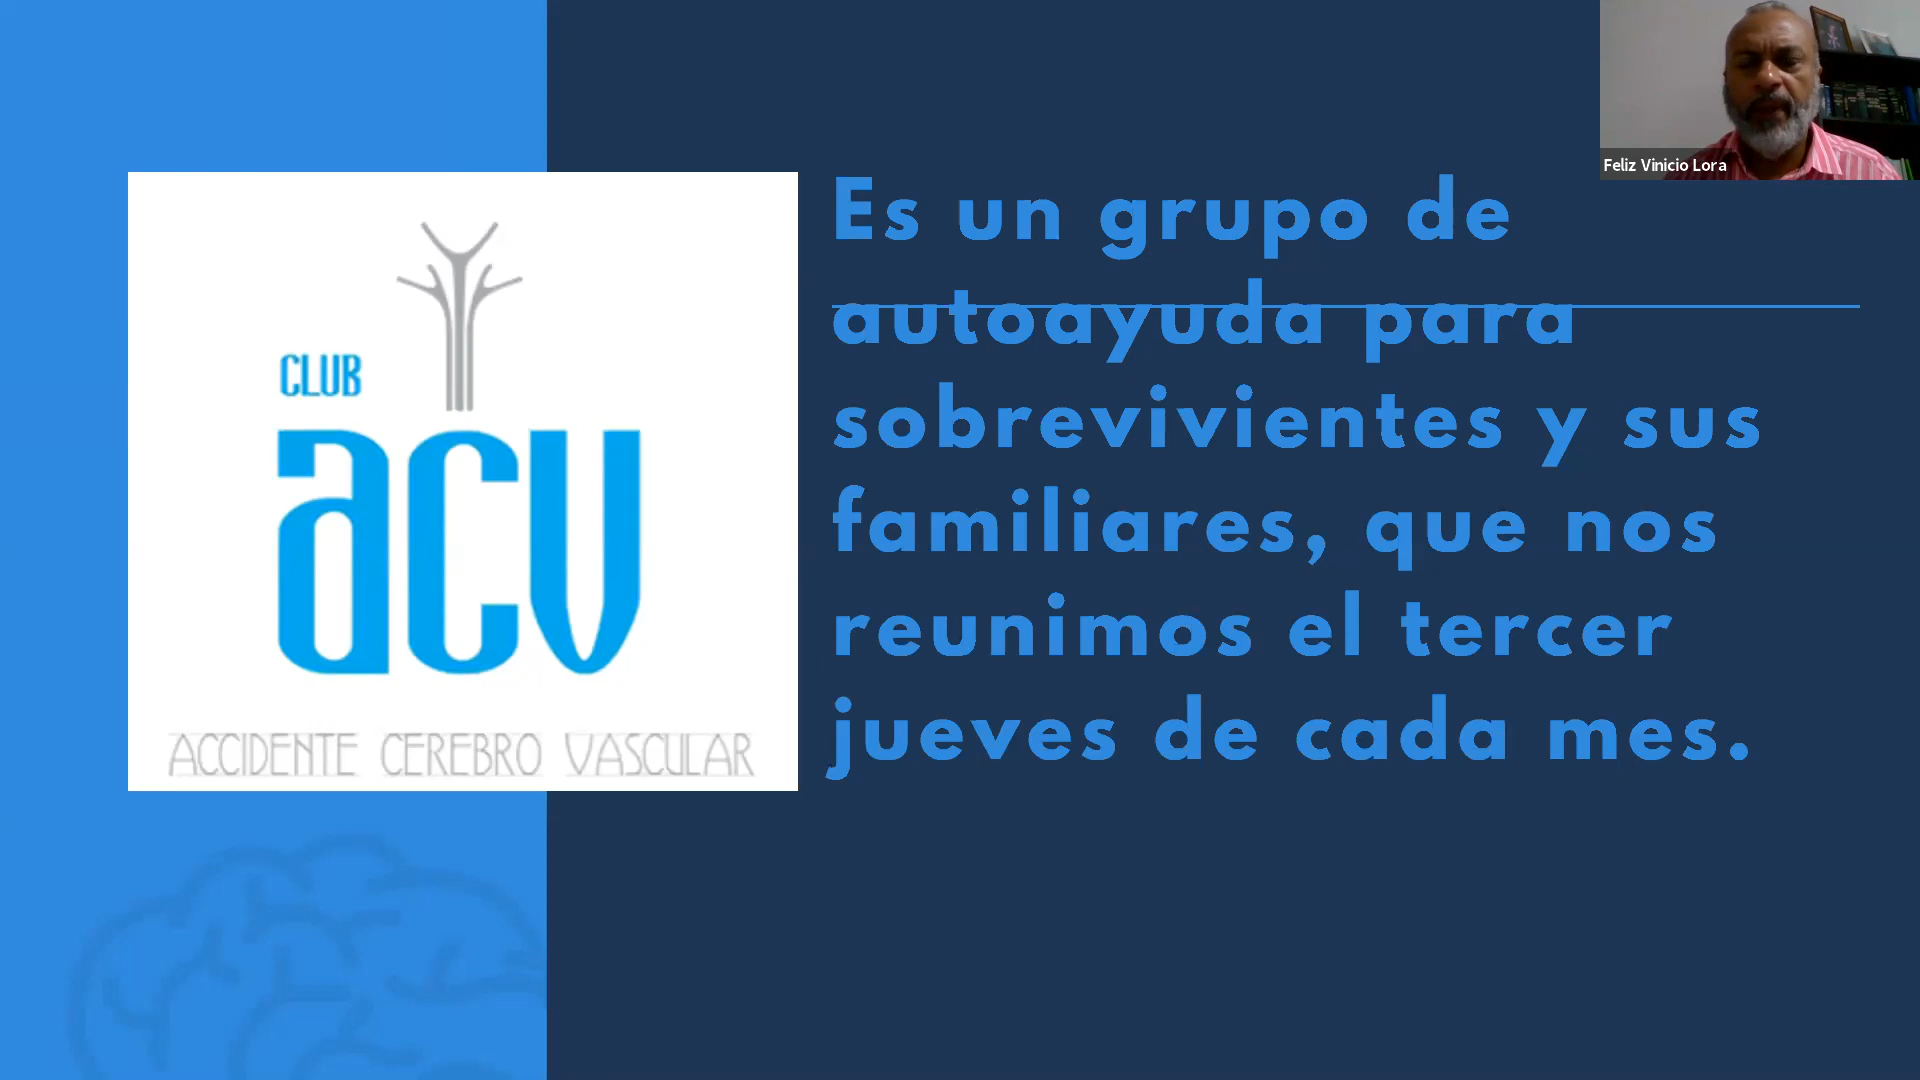 Feliz Vinicio Lora
CLUB
acv
ACCIDENTE CEREBRO VASCULAR
Es un grupo de
autoayuda para
sobrevivientes y sus
familiares, que nos
reunimos el tercer
jueves de cada mes.